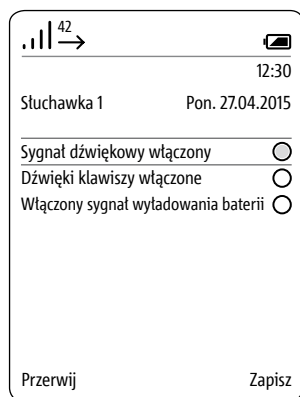 42
12:30
Słuchawka 1 Pon. 27.04.2015
Sygnał dźwiękowy włączony
Dźwięki klawiszy włączone
Włączony sygnał wyładowania baterii
Przerwij Zapisz